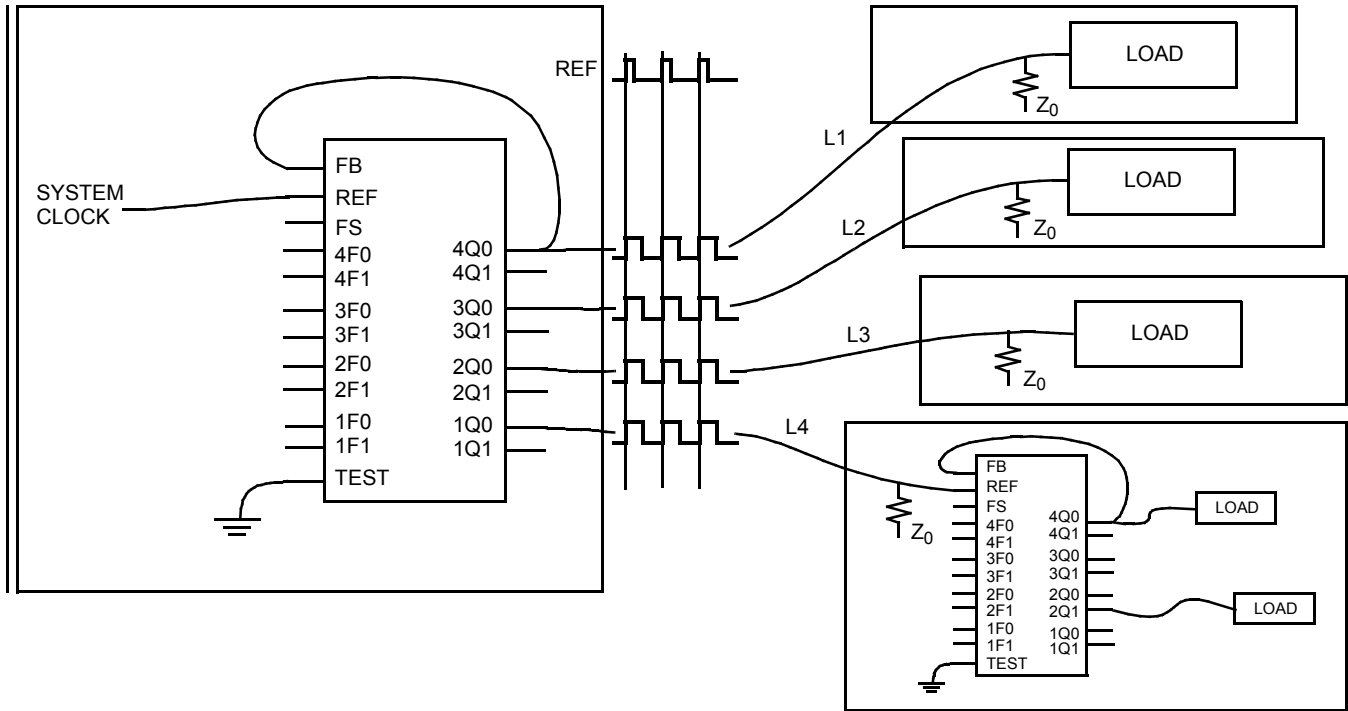 REF
SYSTEM
CLOCK
FB
REF
FS
4F0
4F1
3F0
3F1
2F0
2F1
1F0
1F1
TEST
4Q0
4Q1
3Q0
3Q1
2Q0
2Q1
1Q0
1Q1
L1
L2
L3
L4
LOAD
Z0
LOAD
Z0
LOAD
Z0
Z0
FB
REF
FS
4F0
4F1
3F0
3F1
2F0
2F1
1F0
1F1
TEST
4Q0
4Q1
3Q0
3Q1
2Q0
2Q1
1Q0
1Q1
LOAD
LOAD